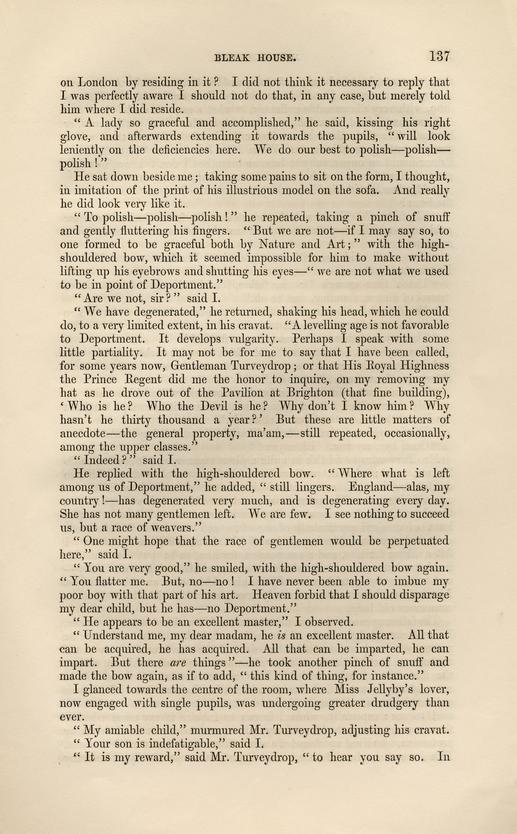 BLEAK HOUSE. 137
on London by residing in it? I did not think it necessary to reply that
I was perfectly aware I should not do that, in any case, but merely told
him where I did reside.
“ A lady so graceful and accomplished,” he said, kissing his right
glove, and afterwards extending it towards the pupils, “ will look
leniently on the deficiencies here. We do our best to polish—polish—
polish!”
He sat down beside me; taking some pains to sit on the form, I thought,
in imitation of the print of his illustrious model on the sofa. And really
he did look very like it.
“ To polish—polish—polish!” he repeated, taking a pinch of snuff
and gently fluttering his fingers. “ But we are not—if I may say so, to
one formed to be graceful both by Nature and Art;” with the high-
shouldered bow, which it seemed impossible for him to make without
lifting up his eyebrows and shutting his eyes—“ we are not what we used
to be in point of Deportment.”
“ Are we not, sir?” said I.
“ We have degenerated,” he returned, shaking his head, which he could
do, to a very limited extent, in his cravat. “ A levelling age is not favorable
to Deportment. It develops vulgarity. Perhaps I speak with some
little partiality. It may not be for me to say that I have been called,
for some years now, Gentleman Turveydrop; or that His Royal Highness
the Prince Regent did me the honor to inquire, on my removing my
hat as he drove out of the Pavilion at Brighton (that fine building),
‘ Who is he? Who the Devil is he? Why don’t I know him? Why
hasn’t he thirty thousand a year?’ But these are little matters of
anecdote—the general property, ma’am,—still repeated, occasionally,
among the upper classes.”
“ Indeed?” said I.
He replied with the high-shouldered bow. “ Where what is left
among us of Deportment,” he added, “ still lingers. England—alas, my
country!—has degenerated very much, and is degenerating every day.
She has not many gentlemen left. We are few. I see nothing to succeed
us, but a race of weavers.”
“ One might hope that the race of gentlemen would be perpetuated
here,” said I.
“ You are very good,” he smiled, with the high-shouldered bow again.
“ You flatter me. But, no—no! I have never been able to imbue my
poor boy with that part of his art. Heaven forbid that I should disparage
my dear child, but he has—no Deportment.”
“ He appears to be an excellent master,” I observed.
“ Understand me, my dear madam, he is an excellent master. All that
can be acquired, he has acquired. All that can be imparted, he can
impart. But there are things”—he took another pinch of snuff and
made the bow again, as if to add, “ this kind of thing, for instance.”
I glanced towards the centre of the room, where Miss Jellyby’s lover,
now engaged with single pupils, was undergoing greater drudgery than
ever.
“ My amiable child,” murmured Mr. Turveydrop, adjusting his cravat.
“ Your son is indefatigable,” said I.
“ It is my reward,” said Mr. Turveydrop, “ to hear you say so. In